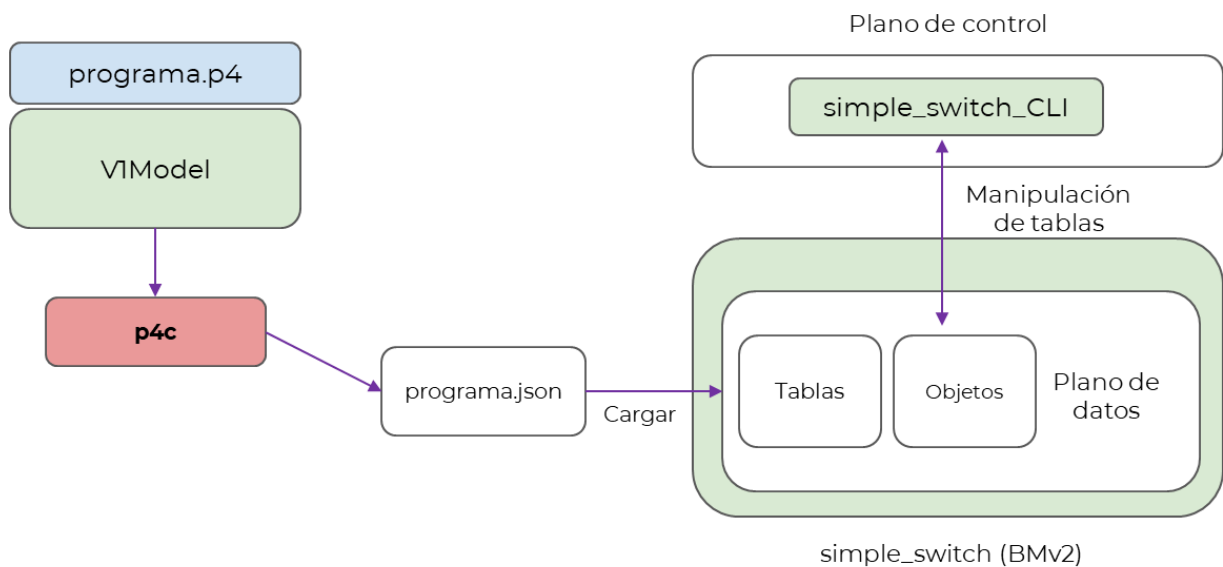 Plano de control
programa.p4
simple_switch_CLI
V1Model
Manipulación
de tablas
p4c
programa.json
Cargar
Tablas
Objetos
Plano de
datos
simple_switch (BMv2)